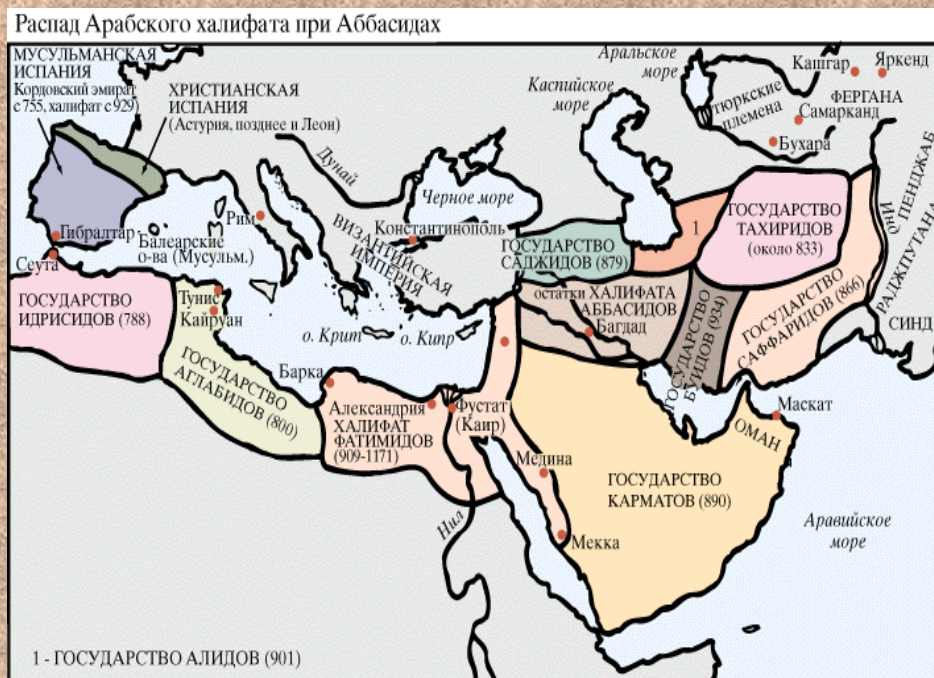 Распад Арабского халифата при Аббасидах
МУСУЛЬМАНСКАЯ
ИСПАНИЯ
Кордовский эмират
с 755, халифат с 929)
ХРИСТИАНСКАЯ
ИСПАНИЯ
(Астурия, позднее и Леон)
Аральское
море
Каспийское
море
Кашгар
Яркенд
тюркские
племена
ФЕРГАНА
Самарканд
Бухара
ПЕНДЖАБ
Инд
РАДЖПУТАНА
СИНД
Дунай
Черное море
Рим
Константинополь
ВИЗАНТИЙСКАЯ
ИМПЕРИЯ
Гибралтар
Балеарские
о-ва (Мусульм.)
Сеута
ГОСУДАРСТВО
САДЖИДОВ (879)
1
ГОСУДАРСТВО
ТАХИРИДОВ
(около 833)
ГОСУДАРСТВО
ИДРИСИДОВ (788)
Тунис
Кайруан
остатки ХАЛИФАТА
АББАСИДОВ
Багдад
ГОСУДАРСТВО
БУИДОВ (934)
ГОСУДАРСТВО
САФФАРИДОВ (866)
о. Крит
о. Кипр
ГОСУДАРСТВО
АГЛАБИДОВ (800)
Барка
Александрия
ХАЛИФАТ
ФАТИМИДОВ
(909-1171)
Фустат
(Каир)
Маскат
ОМАН
Медина
ГОСУДАРСТВО
КАРМАТОВ (890)
Нил
Мекка
Аравийское
море
1 - ГОСУДАРСТВО АЛИДОВ (901)